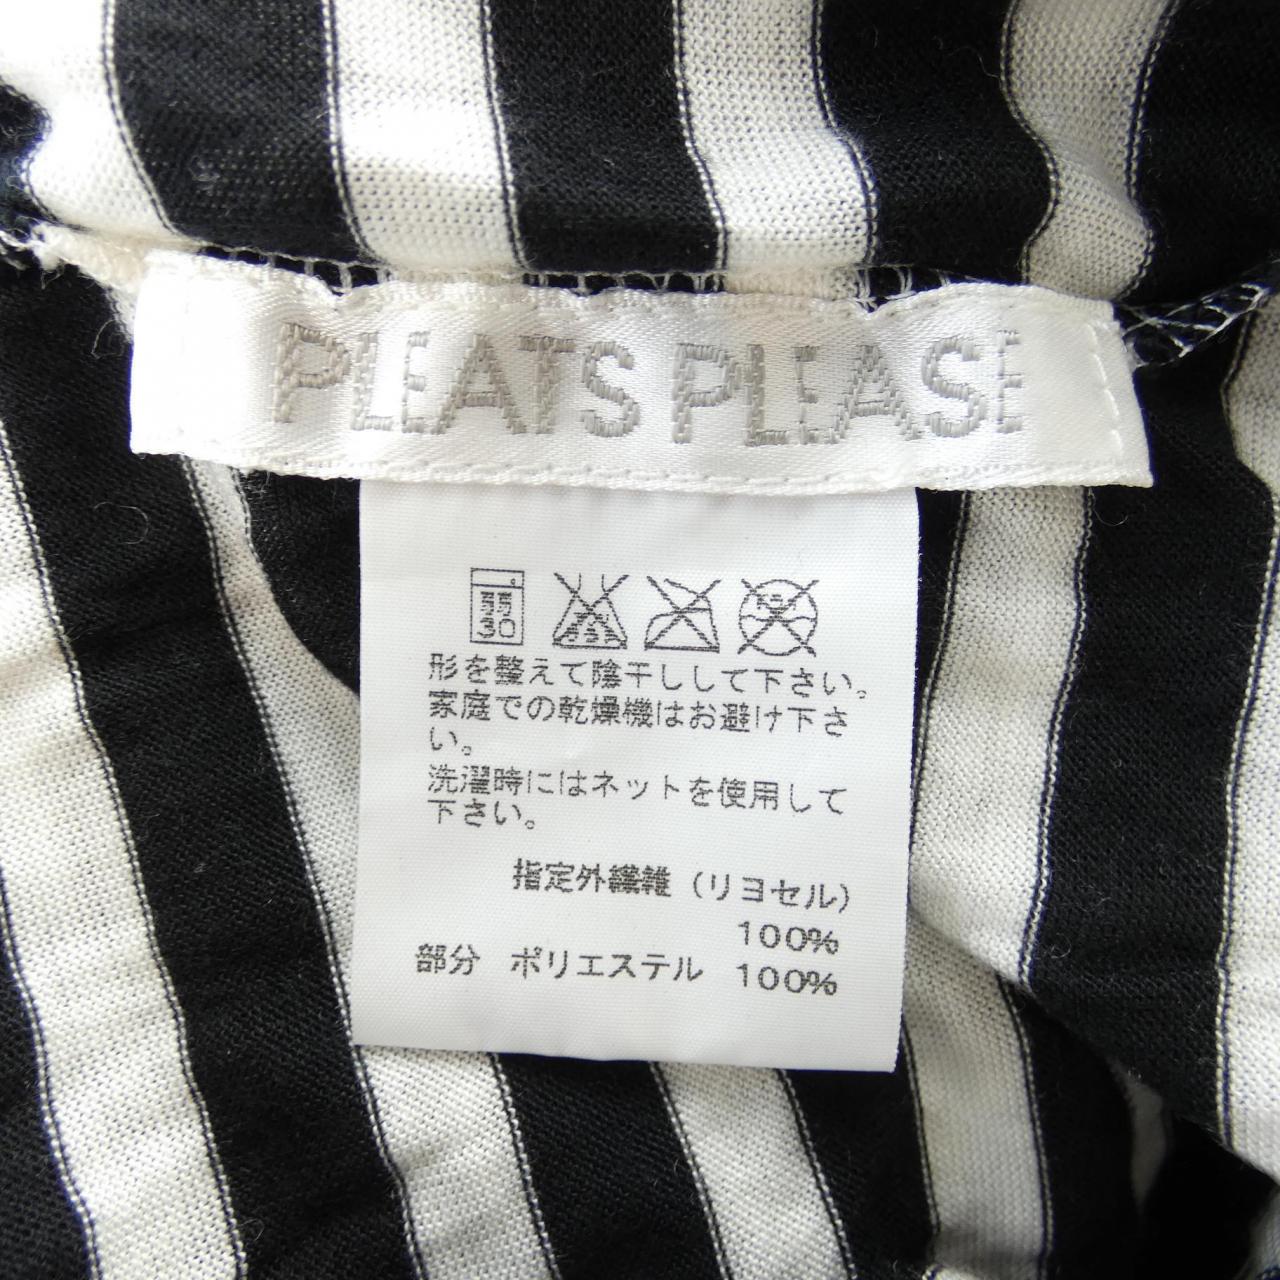 PLEATS PLEASE
弱
30
形を整えて陰干しして下さい。
家庭での乾燥機はお避け下さ
い。
洗濯時にはネットを使用して
下さい。
指定外繊維（リヨセル）
100%
部分 ポリエステル 100%